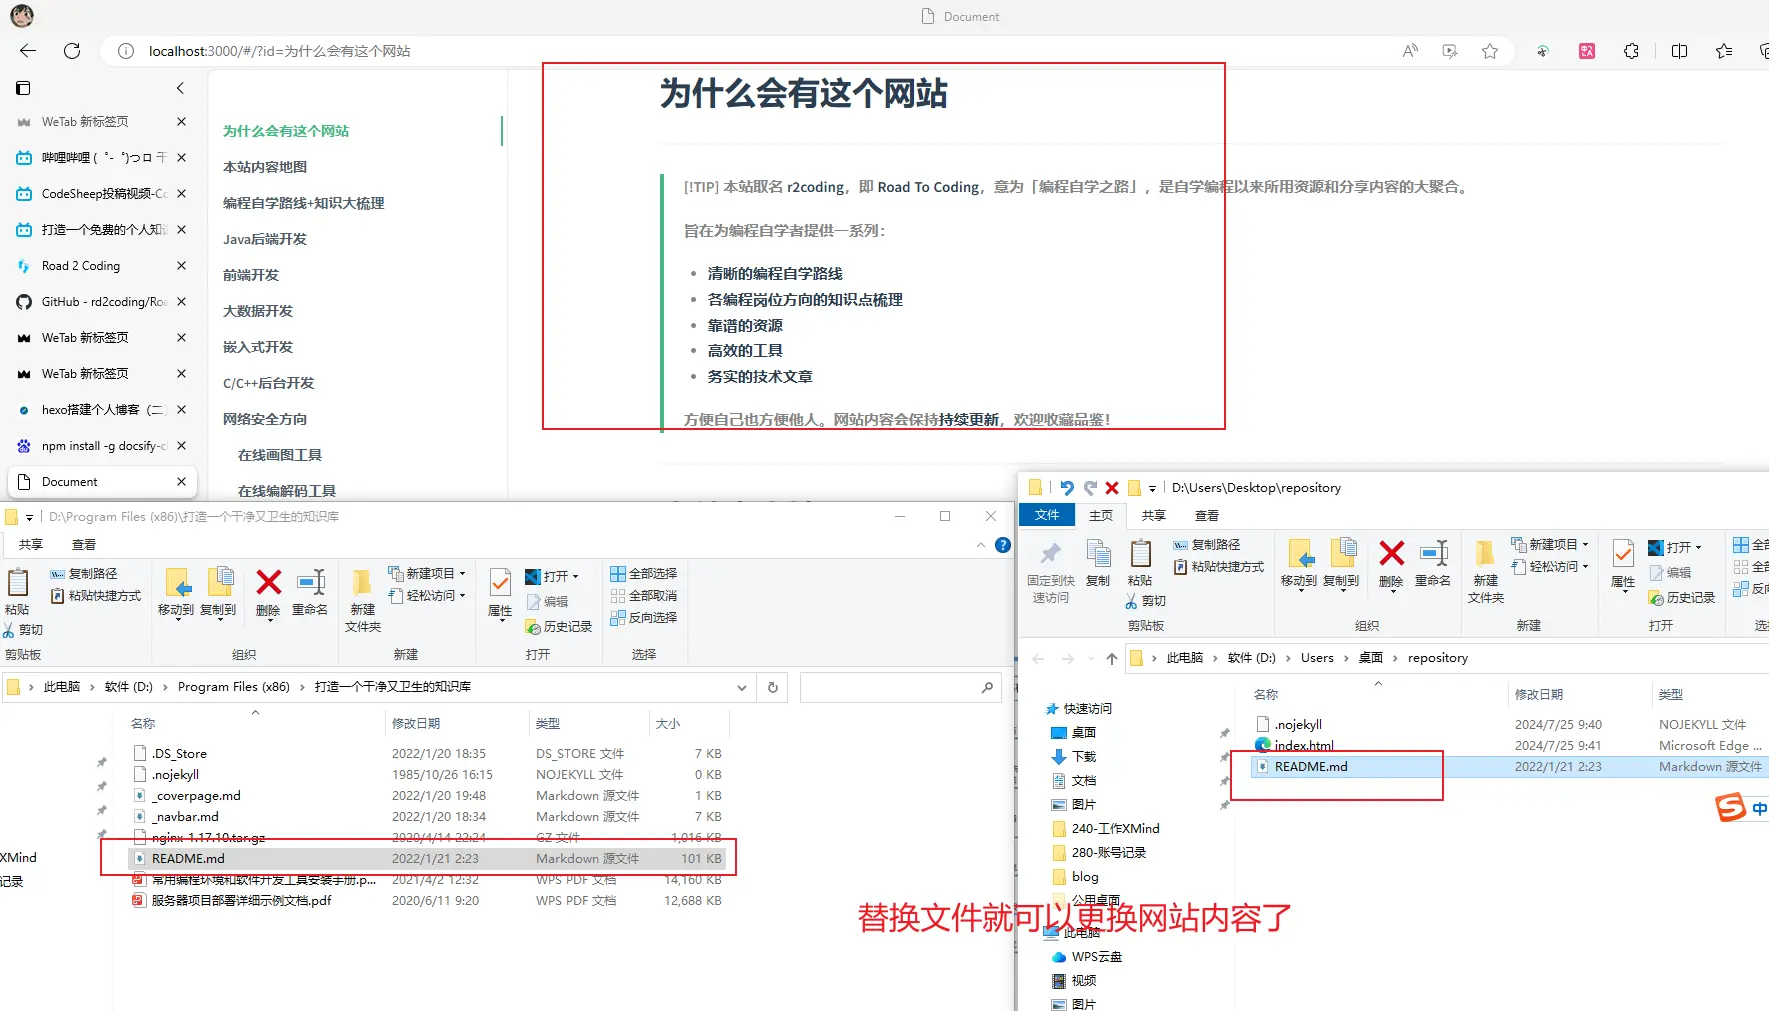 Document
localhost:3000/#/?id=为什么会有这个网站
WeTab 新标签页
哔哩哔哩 (゜-゜)つロ 干
CodeSheep投稿视频-Co
打造一个免费的个人知识
Road 2 Coding
GitHub - rd2coding/Roa
WeTab 新标签页
WeTab 新标签页
hexo搭建个人博客（二）
npm install -g docsify-cl
Document
为什么会有这个网站
本站内容地图
编程自学路线+知识大梳理
Java后端开发
前端开发
大数据开发
嵌入式开发
C/C++后台开发
网络安全方向
在线画图工具
在线编解码工具
为什么会有这个网站
[!TIP] 本站取名 r2coding，即 Road To Coding，意为「编程自学之路」，是自学编程以来所用资源和分享内容的大聚合。
旨在为编程自学者提供一系列：
清晰的编程自学路线
各编程岗位方向的知识点梳理
靠谱的资源
高效的工具
务实的技术文章
方便自己也方便他人。网站内容会保持持续更新，欢迎收藏品鉴！
D:\Program Files (x86)\打造一个干净又卫生的知识库
共享 查看
粘贴
复制路径
粘贴快捷方式
剪切
剪贴板
移动到 复制到 删除 重命名
组织
新建
文件夹
新建项目
轻松访问
新建
属性
打开
编辑
历史记录
打开
全部选择
全部取消
反向选择
选择
此电脑 › 软件 (D:) › Program Files (x86) › 打造一个干净又卫生的知识库
名称 修改日期 类型 大小
.DS_Store 2022/1/20 18:35 DS_STORE 文件 7 KB
.nojekyll 1985/10/26 16:15 NOJEKYLL 文件 0 KB
_coverpage.md 2022/1/20 19:48 Markdown 源文件 1 KB
_navbar.md 2022/1/20 18:34 Markdown 源文件 7 KB
nginx-1.17.10.tar.gz 2020/4/14 22:24 GZ 文件 1,016 KB
README.md 2022/1/21 2:23 Markdown 源文件 101 KB
常用编程环境和软件开发工具安装手册.p... 2021/4/2 12:32 WPS PDF 文档 14,160 KB
服务器项目部署详细示例文档.pdf 2020/6/11 9:20 WPS PDF 文档 12,688 KB
XMind
记录
替换文件就可以更换网站内容了
D:\Users\Desktop\repository
文件 主页 共享 查看
固定到快
速访问
复制
粘贴
复制路径
粘贴快捷方式
剪切
剪贴板
移动到 复制到 删除 重命名
组织
新建
文件夹
新建项目
轻松访问
新建
属性
打开
编辑
历史记录
打开
全部
全部
反向
选择
此电脑 › 软件 (D:) › Users › 桌面 › repository
快速访问
桌面
下载
文档
图片
240-工作XMind
280-账号记录
blog
公用桌面
此电脑
WPS云盘
视频
图片
名称 修改日期 类型
.nojekyll 2024/7/25 9:40 NOJEKYLL 文件
index.html 2024/7/25 9:41 Microsoft Edge ...
README.md 2022/1/21 2:23 Markdown 源文件
中